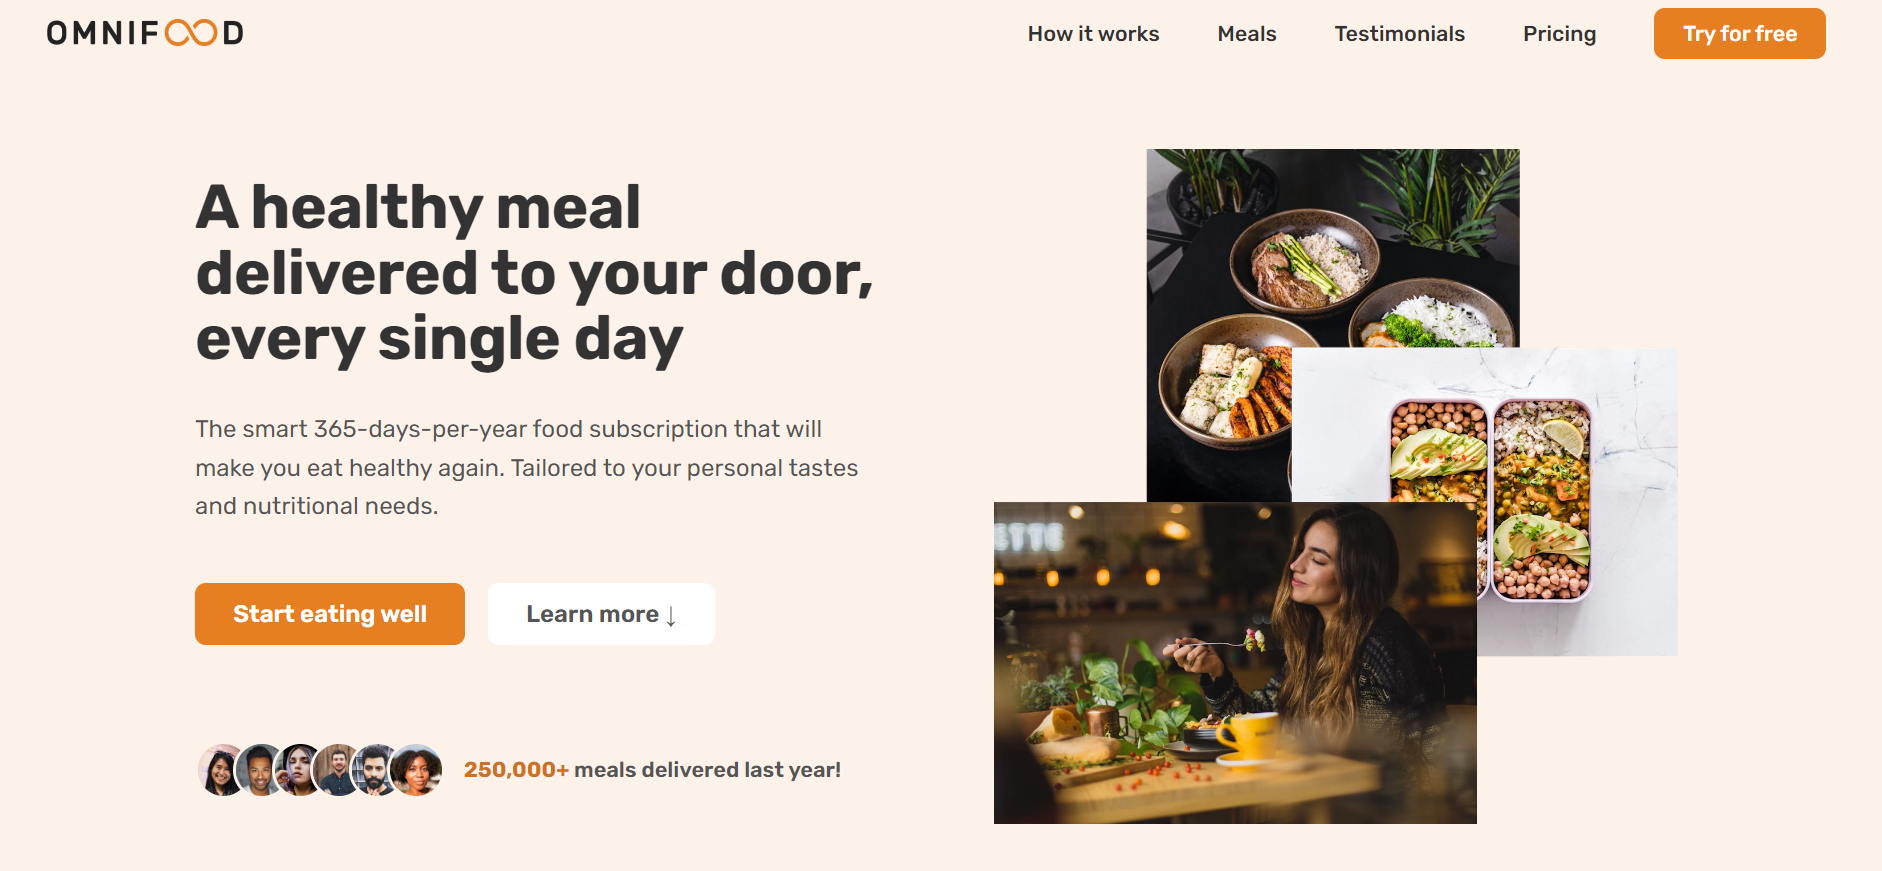 OMNIFOOD
How it works
Meals
Testimonials
Pricing
Try for free
A healthy meal
delivered to your door,
every single day
The smart 365-days-per-year food subscription that will
make you eat healthy again. Tailored to your personal tastes
and nutritional needs.
Start eating well
Learn more ↓
250,000+ meals delivered last year!
ETTE